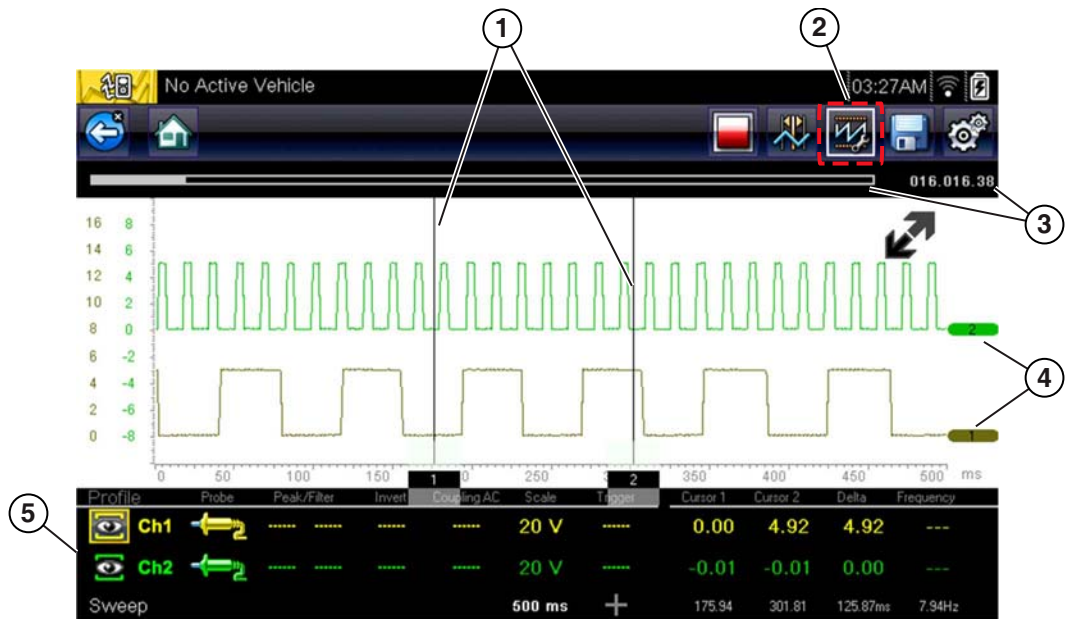 1
2
No Active Vehicle
03:27AM
016.016.38
3
16 8
14 6
12 4
10 2
8 0
6 -2
4 -4
2 -6
0 -8
2
4
1
0 50 100 150 0 250 3 350 400 450 500 ms
1 2
Profile Probe Peak/Filter Invert Coupling AC Scale Trigger Cursor 1 Cursor 2 Delta Frequency
5
Ch1 ------ ------ ------ ------ 20 V ------ 0.00 4.92 4.92 ---
Ch2 ------ ------ ------ ------ 20 V ------ -0.01 -0.01 0.00 ---
Sweep 500 ms 175.94 301.81 125.87ms 7.94Hz